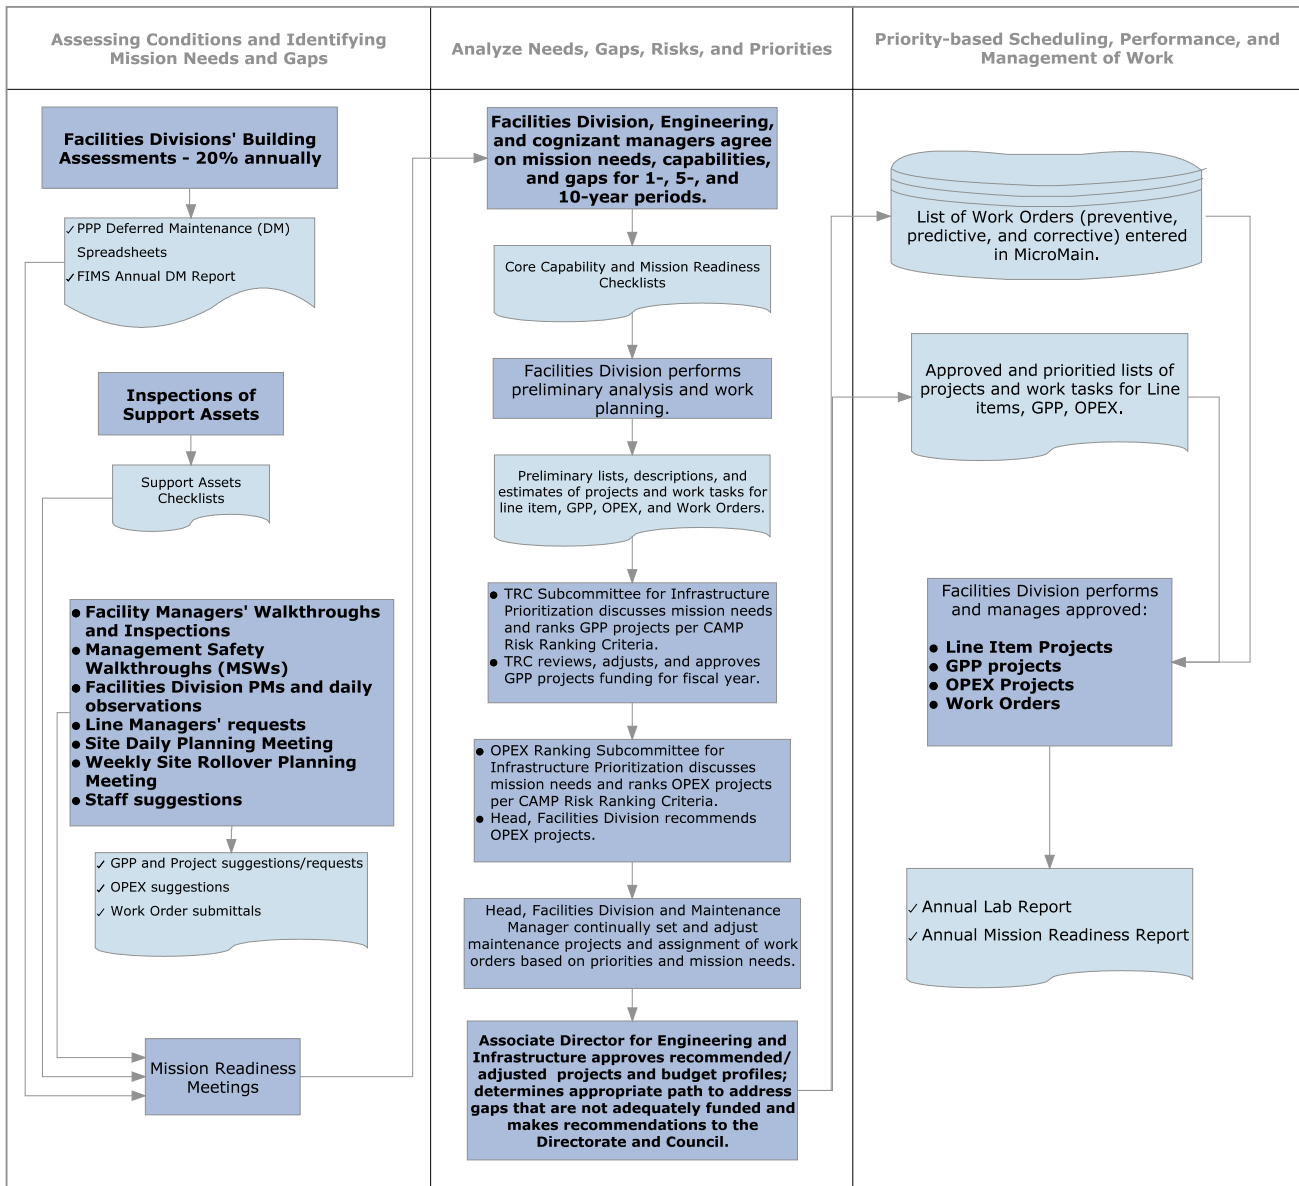 Assessing Conditions and Identifying
Mission Needs and Gaps
Analyze Needs, Gaps, Risks, and Priorities
Priority-based Scheduling, Performance, and
Management of Work
Facilities Divisions' Building
Assessments - 20% annually
✓ PPP Deferred Maintenance (DM)
Spreadsheets
✓ FIMS Annual DM Report
Inspections of
Support Assets
Support Assets
Checklists
● Facility Managers' Walkthroughs
and Inspections
● Management Safety
Walkthroughs (MSWs)
● Facilities Division PMs and daily
observations
● Line Managers' requests
● Site Daily Planning Meeting
● Weekly Site Rollover Planning
Meeting
● Staff suggestions
✓ GPP and Project suggestions/requests
✓ OPEX suggestions
✓ Work Order submittals
Mission Readiness
Meetings
Facilities Division, Engineering,
and cognizant managers agree
on mission needs, capabilities,
and gaps for 1-, 5-, and
10-year periods.
Core Capability and Mission Readiness
Checklists
Facilities Division performs
preliminary analysis and work
planning.
Preliminary lists, descriptions, and
estimates of projects and work tasks for
line item, GPP, OPEX, and Work Orders.
● TRC Subcommittee for Infrastructure
Prioritization discusses mission needs
and ranks GPP projects per CAMP
Risk Ranking Criteria.
● TRC reviews, adjusts, and approves
GPP projects funding for fiscal year.
● OPEX Ranking Subcommittee for
Infrastructure Prioritization discusses
mission needs and ranks OPEX projects
per CAMP Risk Ranking Criteria.
● Head, Facilities Division recommends
OPEX projects.
Head, Facilities Division and Maintenance
Manager continually set and adjust
maintenance projects and assignment of work
orders based on priorities and mission needs.
Associate Director for Engineering and
Infrastructure approves recommended/
adjusted projects and budget profiles;
determines appropriate path to address
gaps that are not adequately funded and
makes recommendations to the
Directorate and Council.
List of Work Orders (preventive,
predictive, and corrective) entered
in MicroMain.
Approved and prioritied lists of
projects and work tasks for Line
items, GPP, OPEX.
Facilities Division performs
and manages approved:
● Line Item Projects
● GPP projects
● OPEX Projects
● Work Orders
✓ Annual Lab Report
✓ Annual Mission Readiness Report